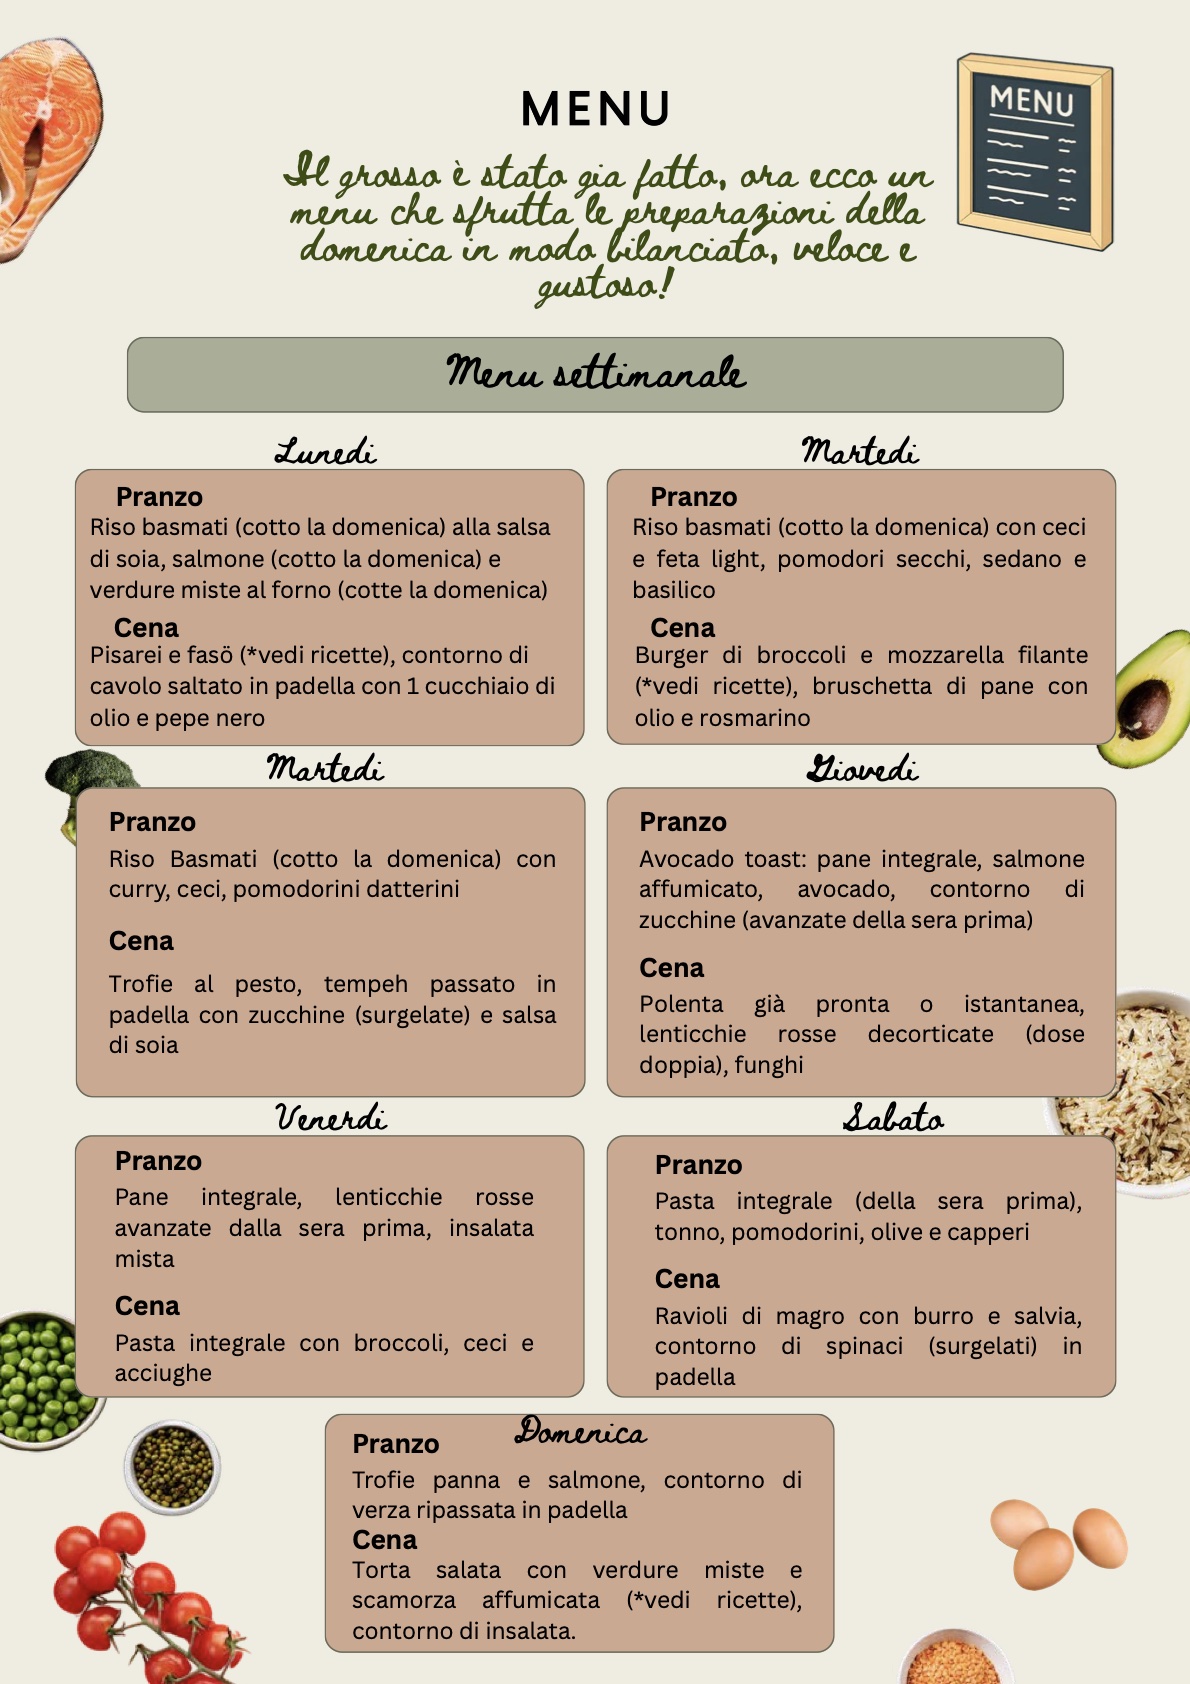 MENU
MENU
Il grosso è stato gia fatto, ora ecco un
menu che sfrutta le preparazioni della
domenica in modo bilanciato, veloce e
gustoso!
Menu settimanale
Lunedi
Pranzo
Riso basmati (cotto la domenica) alla salsa
di soia, salmone (cotto la domenica) e
verdure miste al forno (cotte la domenica)
Cena
Pisarei e fasö (*vedi ricette), contorno di
cavolo saltato in padella con 1 cucchiaio di
olio e pepe nero
Martedi
Pranzo
Riso basmati (cotto la domenica) con ceci
e feta light, pomodori secchi, sedano e
basilico
Cena
Burger di broccoli e mozzarella filante
(*vedi ricette), bruschetta di pane con
olio e rosmarino
Martedi
Pranzo
Riso Basmati (cotto la domenica) con
curry, ceci, pomodorini datterini
Cena
Trofie al pesto, tempeh passato in
padella con zucchine (surgelate) e salsa
di soia
Giovedi
Pranzo
Avocado toast: pane integrale, salmone
affumicato, avocado, contorno di
zucchine (avanzate della sera prima)
Cena
Polenta già pronta o istantanea,
lenticchie rosse decorticate (dose
doppia), funghi
Venerdi
Pranzo
Pane integrale, lenticchie rosse
avanzate dalla sera prima, insalata
mista
Cena
Pasta integrale con broccoli, ceci e
acciughe
Sabato
Pranzo
Pasta integrale (della sera prima),
tonno, pomodorini, olive e capperi
Cena
Ravioli di magro con burro e salvia,
contorno di spinaci (surgelati) in
padella
Domenica
Pranzo
Trofie panna e salmone, contorno di
verza ripassata in padella
Cena
Torta salata con verdure miste e
scamorza affumicata (*vedi ricette),
contorno di insalata.